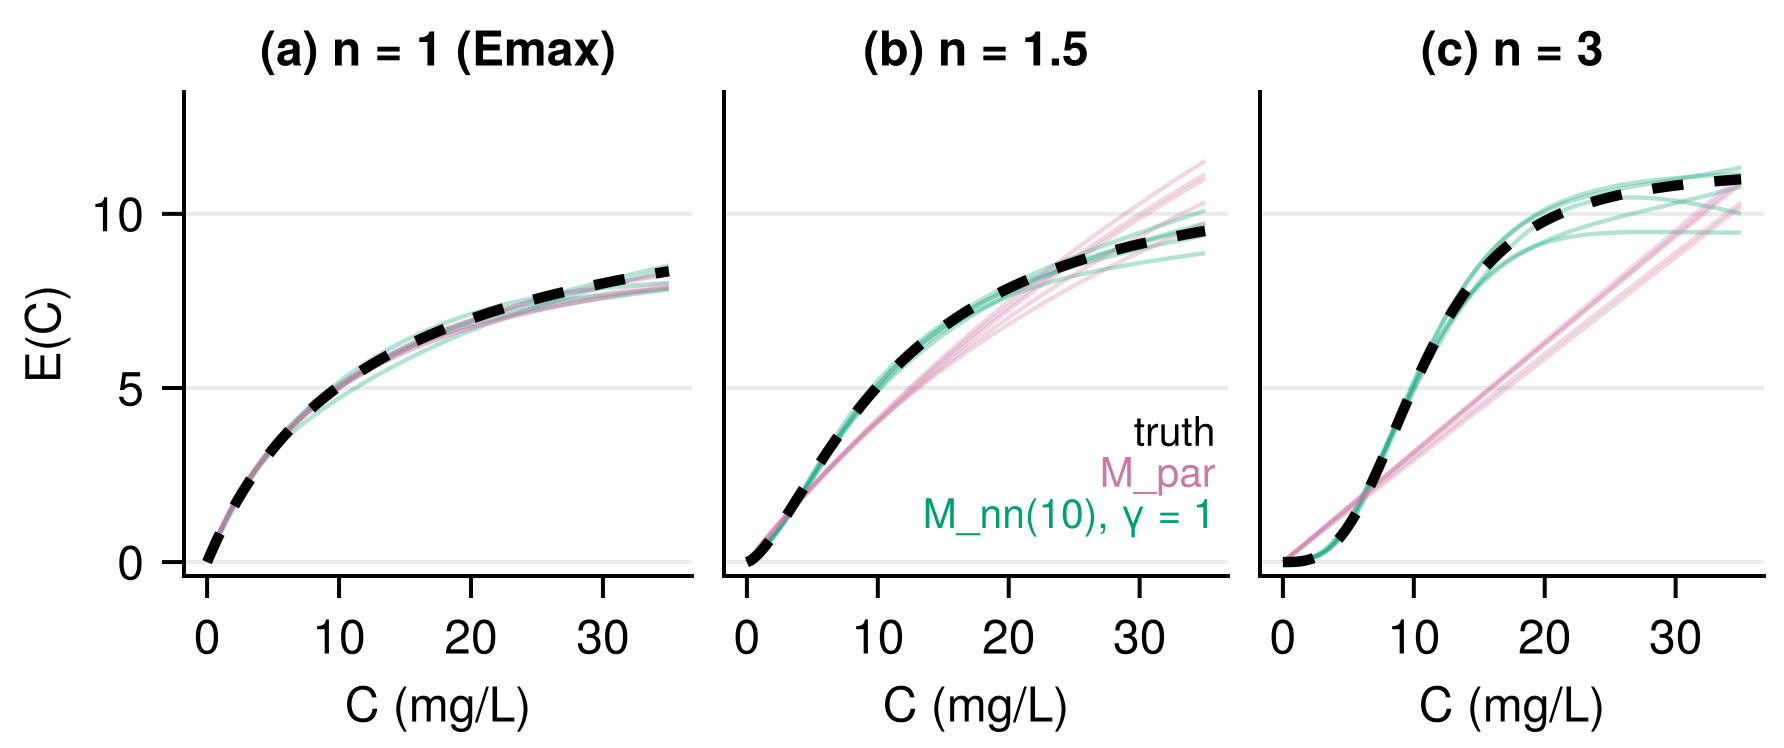 (a) n = 1 (Emax)
(b) n = 1.5
(c) n = 3
E(C)
10
5
0
truth
M_par
M_nn(10), γ = 1
0 10 20 30
0 10 20 30
0 10 20 30
C (mg/L)
C (mg/L)
C (mg/L)